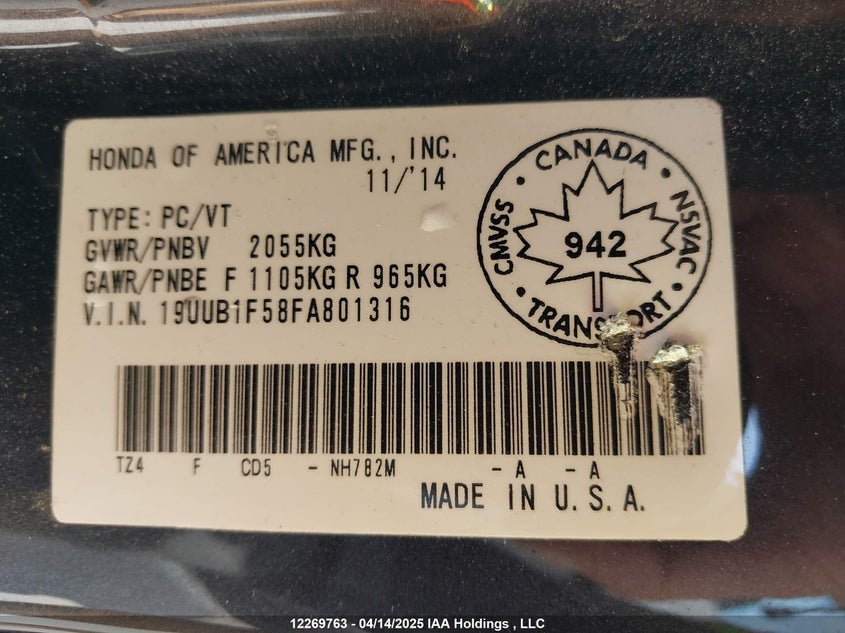 HONDA OF AMERICA MFG., INC.
11/'14
TYPE: PC/VT
GVWR/PNBV 2055KG
GAWR/PNBE F 1105KG R 965KG
V.I.N. 19UUB1F58FA801316
CANADA
CMVSS
NSVAC
942
TRANSPORT
TZ4 F CD5 - NH782M - A - A
MADE IN U.S.A.
12269763 - 04/14/2025 IAA Holdings , LLC